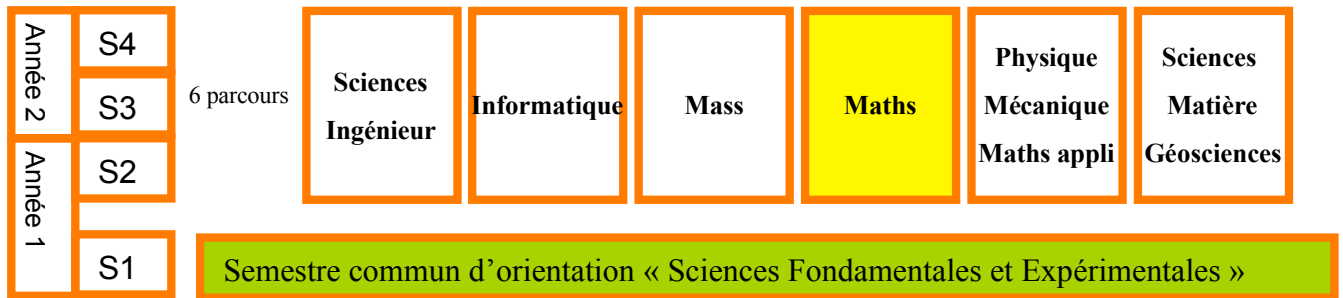 Année 2
S4
S3
Année 1
S2
S1
6 parcours
Sciences
Ingénieur
Informatique
Mass
Maths
Physique
Mécanique
Maths appli
Sciences
Matière
Géosciences
Semestre commun d’orientation « Sciences Fondamentales et Expérimentales »